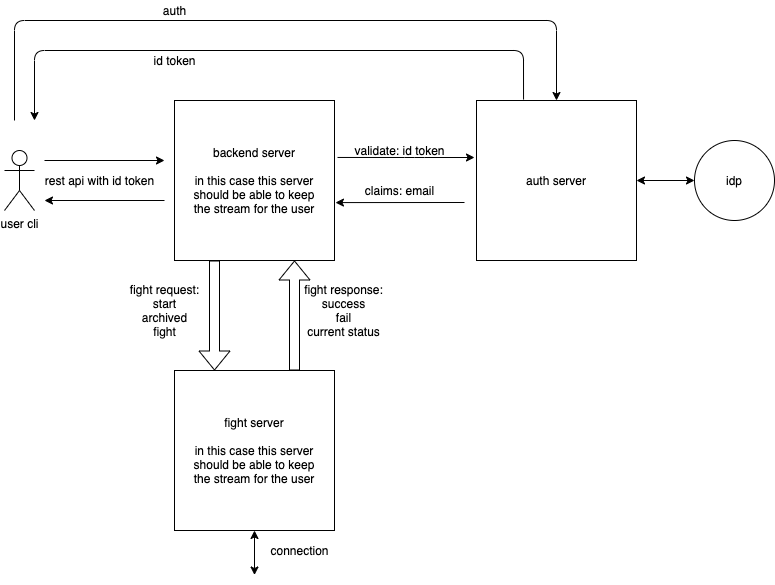 auth
id token
backend server
in this case this server
should be able to keep
the stream for the user
validate: id token
claims: email
auth server
idp
rest api with id token
user cli
fight request:
start
archived
fight
fight response:
success
fail
current status
fight server
in this case this server
should be able to keep
the stream for the user
connection